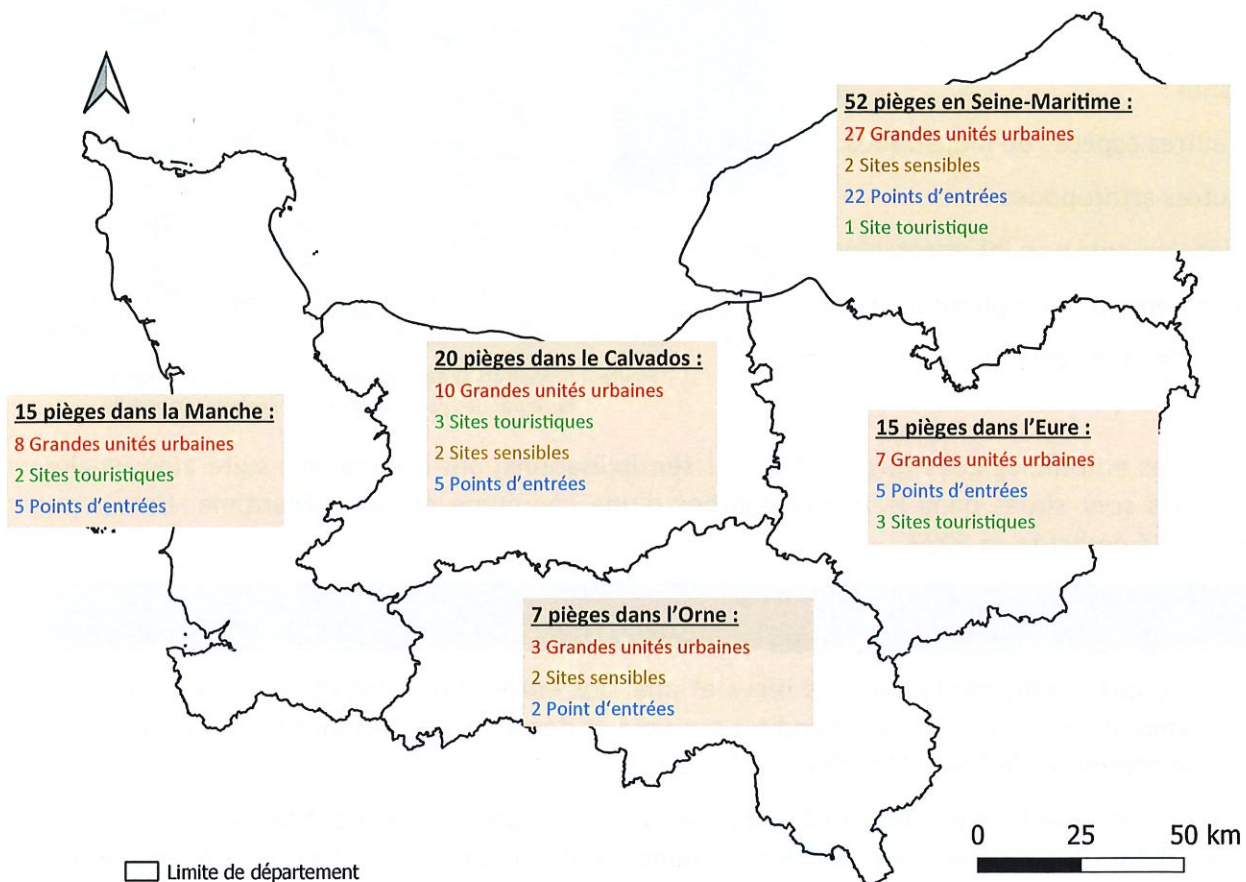 52 pièges en Seine-Maritime :
27 Grandes unités urbaines
2 Sites sensibles
22 Points d'entrées
1 Site touristique
20 pièges dans le Calvados :
10 Grandes unités urbaines
3 Sites touristiques
2 Sites sensibles
5 Points d'entrées
15 pièges dans la Manche :
8 Grandes unités urbaines
2 Sites touristiques
5 Points d'entrées
15 pièges dans l'Eure :
7 Grandes unités urbaines
5 Points d'entrées
3 Sites touristiques
7 pièges dans l'Orne :
3 Grandes unités urbaines
2 Sites sensibles
2 Point d'entrées
0 25 50 km
Limite de département